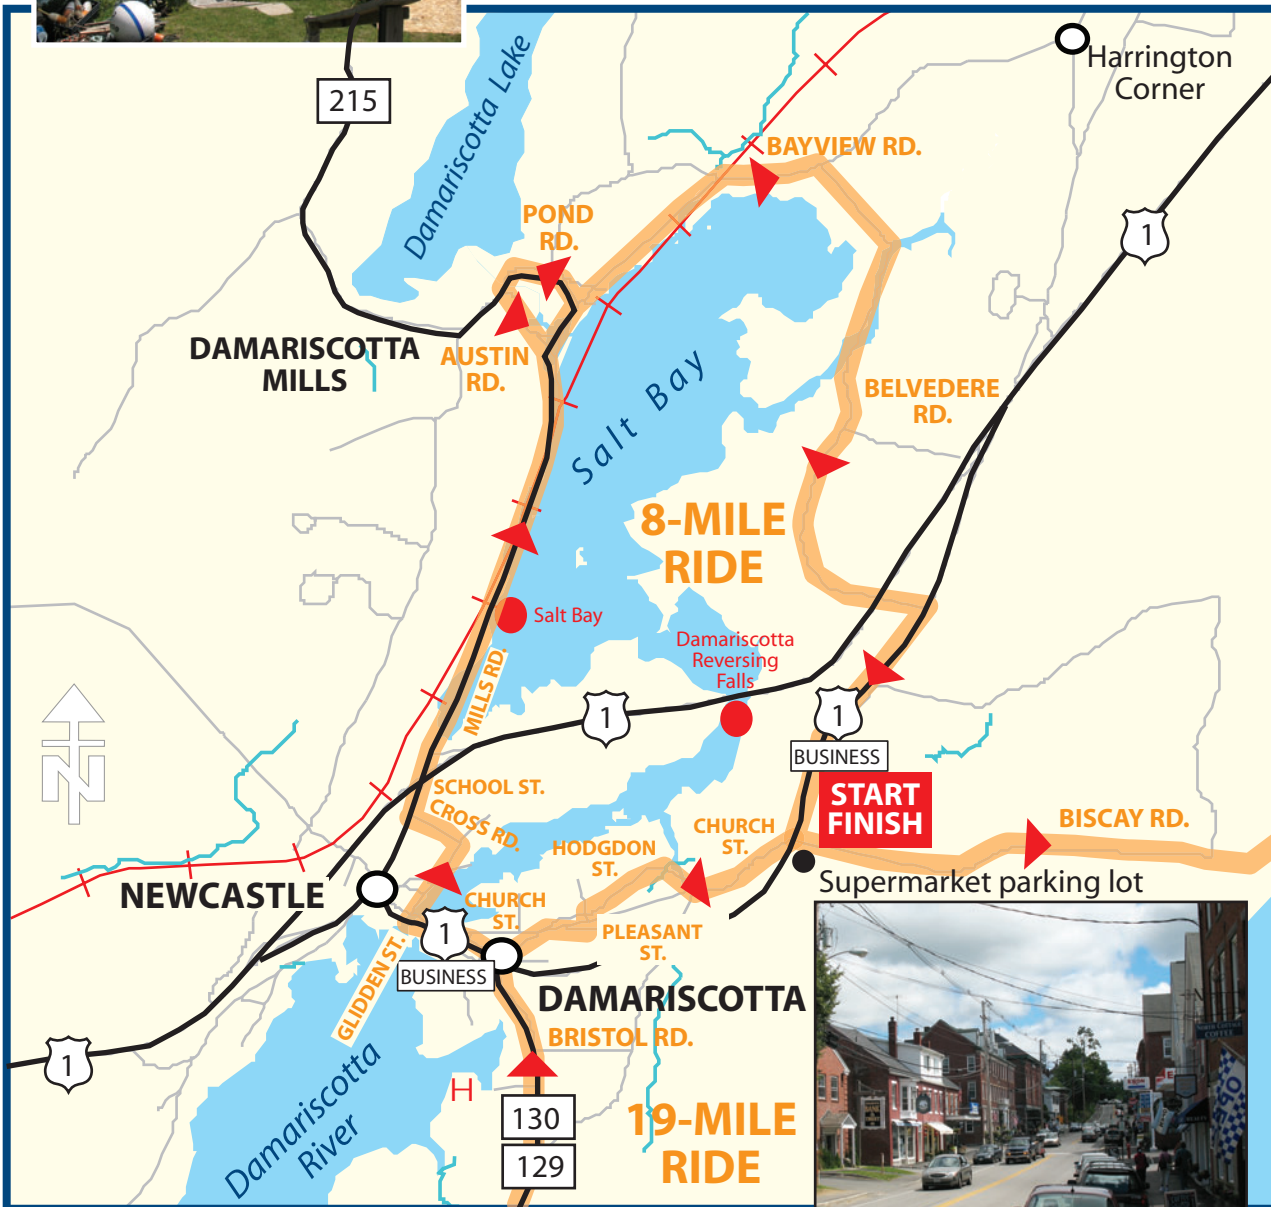 Harrington
Corner
215
Damariscotta Lake
BAYVIEW RD.
POND
RD.
1
DAMARISCOTTA
MILLS
AUSTIN
RD.
Salt Bay
BELVEDERE
RD.
8-MILE
RIDE
Salt Bay
Damariscotta
Reversing
Falls
MILLS RD.
1
1
BUSINESS
N
START
FINISH
SCHOOL ST.
CROSS RD.
HODGDON
ST.
CHURCH
ST.
BISCAY RD.
Supermarket parking lot
NEWCASTLE
CHURCH
ST.
1
BUSINESS
PLEASANT
ST.
GLIDDEN ST.
DAMARISCOTTA
BRISTOL RD.
1
H
Damariscotta
River
130
129
19-MILE
RIDE
COFFEE
OPE